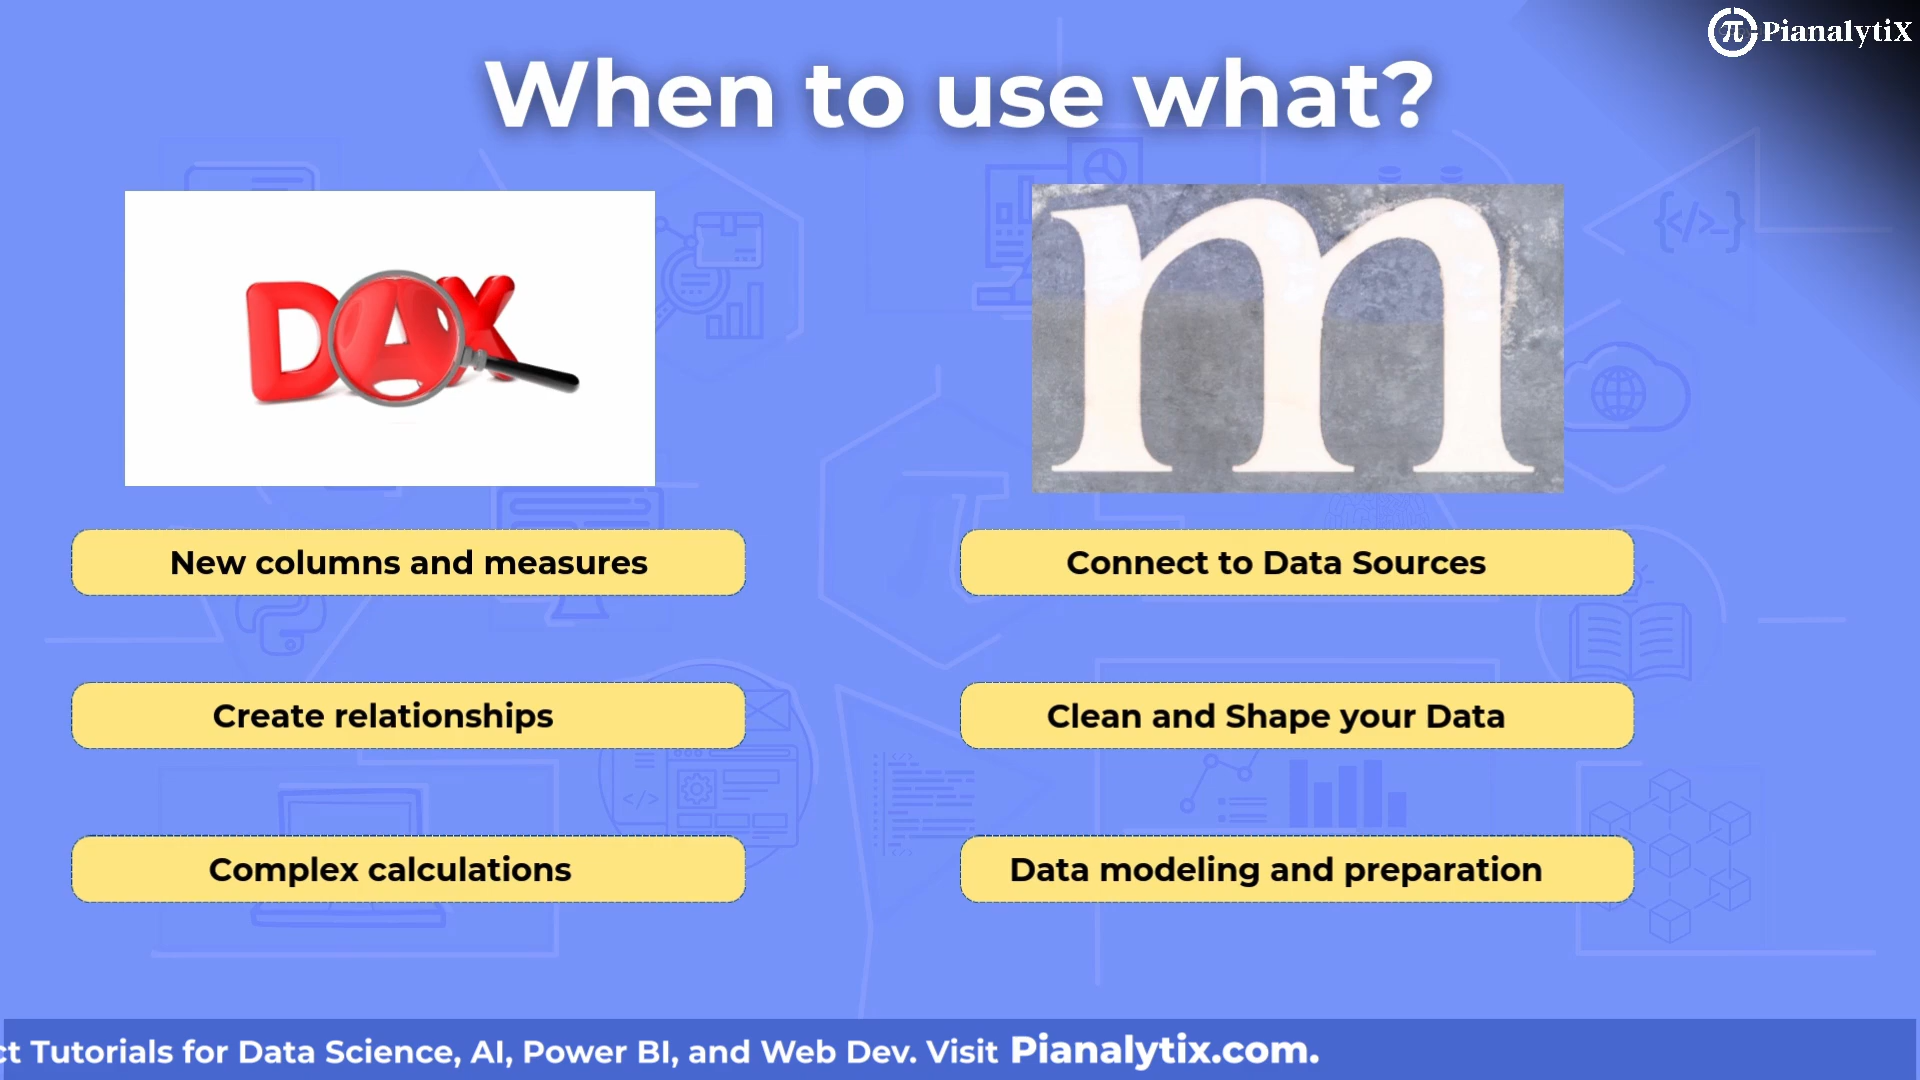 PianalytiX
When to use what?
DAX
m
New columns and measures
Connect to Data Sources
Create relationships
Clean and Shape your Data
Complex calculations
Data modeling and preparation
Tutorials for Data Science, AI, Power BI, and Web Dev. Visit Pianalytix.com.